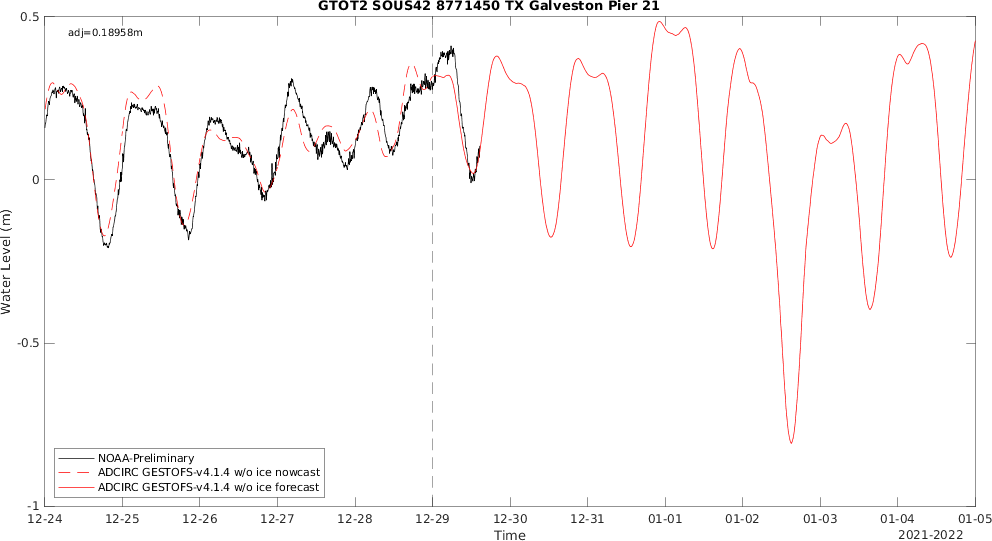 GTOT2 SOUS42 8771450 TX Galveston Pier 21
adj=0.18958m
0.5
0
-0.5
-1
Water Level (m)
NOAA-Preliminary
ADCIRC GESTOFS-v4.1.4 w/o ice nowcast
ADCIRC GESTOFS-v4.1.4 w/o ice forecast
12-24 12-25 12-26 12-27 12-28 12-29 12-30 12-31 01-01 01-02 01-03 01-04 01-05
Time
2021-2022